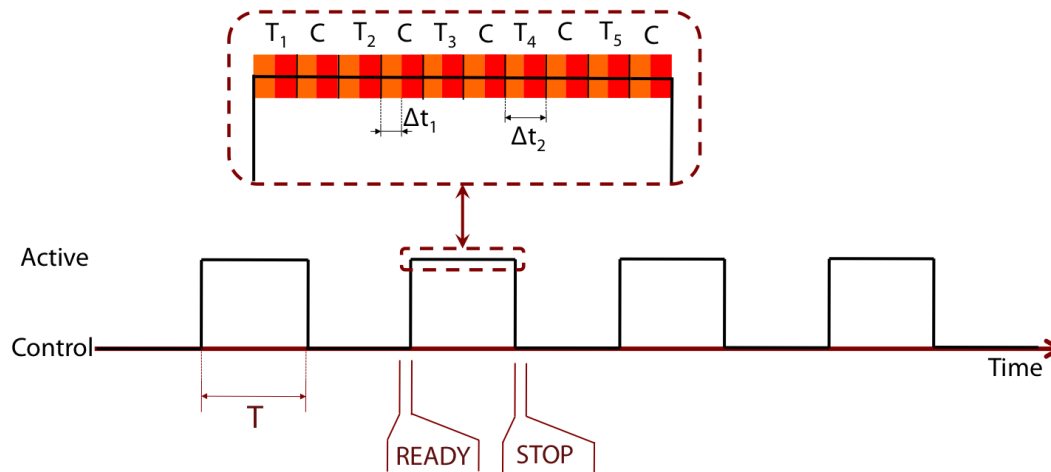 T₁ C T₂ C T₃ C T₄ C T₅ C
Δt₁
Δt₂
Active
Control
Time
T
READY STOP